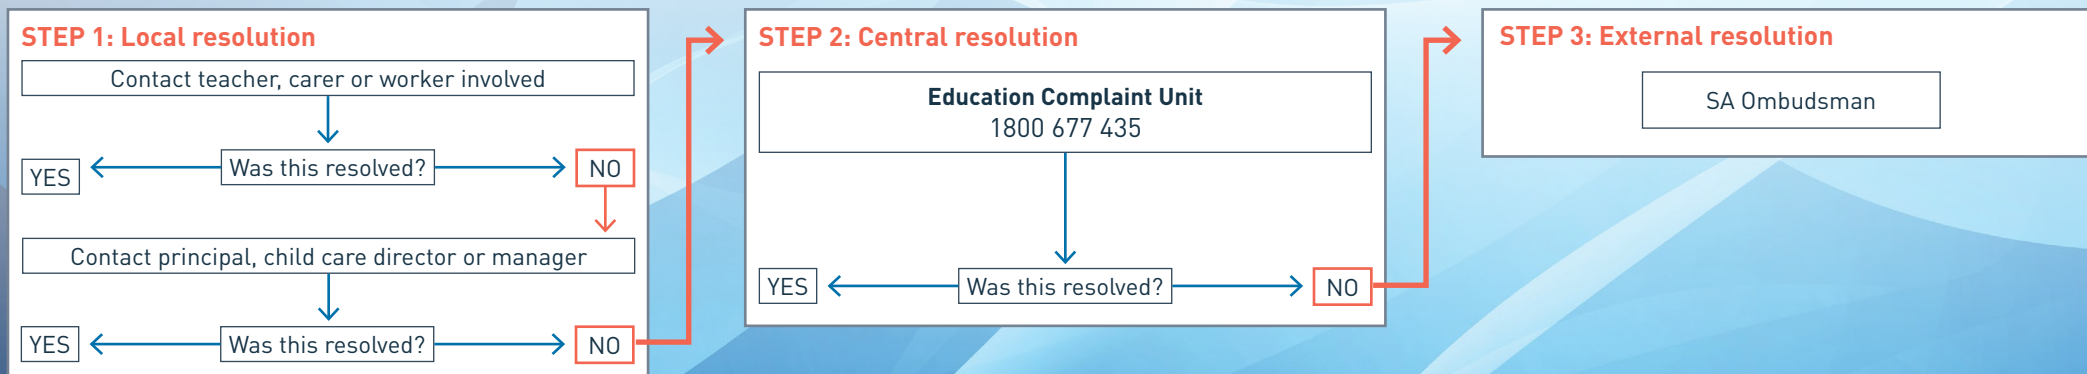 STEP 1: Local resolution
Contact teacher, carer or worker involved
Was this resolved?
YES
NO
Contact principal, child care director or manager
YES
Was this resolved?
NO
STEP 2: Central resolution
Education Complaint Unit
1800 677 435
YES
Was this resolved?
NO
STEP 3: External resolution
SA Ombudsman